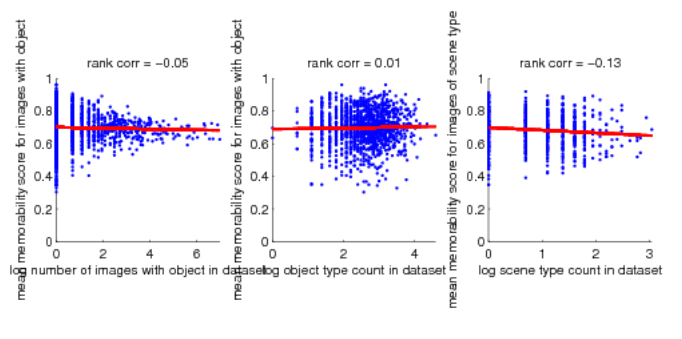 rank corr = −0.05
mean memorability score for images with object
1
0.8
0.6
0.4
0.2
0
0 2 4 6
log number of images with object in dataset
rank corr = 0.01
mean memorability score for images with object
1
0.8
0.6
0.4
0.2
0
0 2 4
log object type count in dataset
rank corr = −0.13
mean memorability score for images of scene type
1
0.8
0.6
0.4
0.2
0
0 1 2 3
log scene type count in dataset